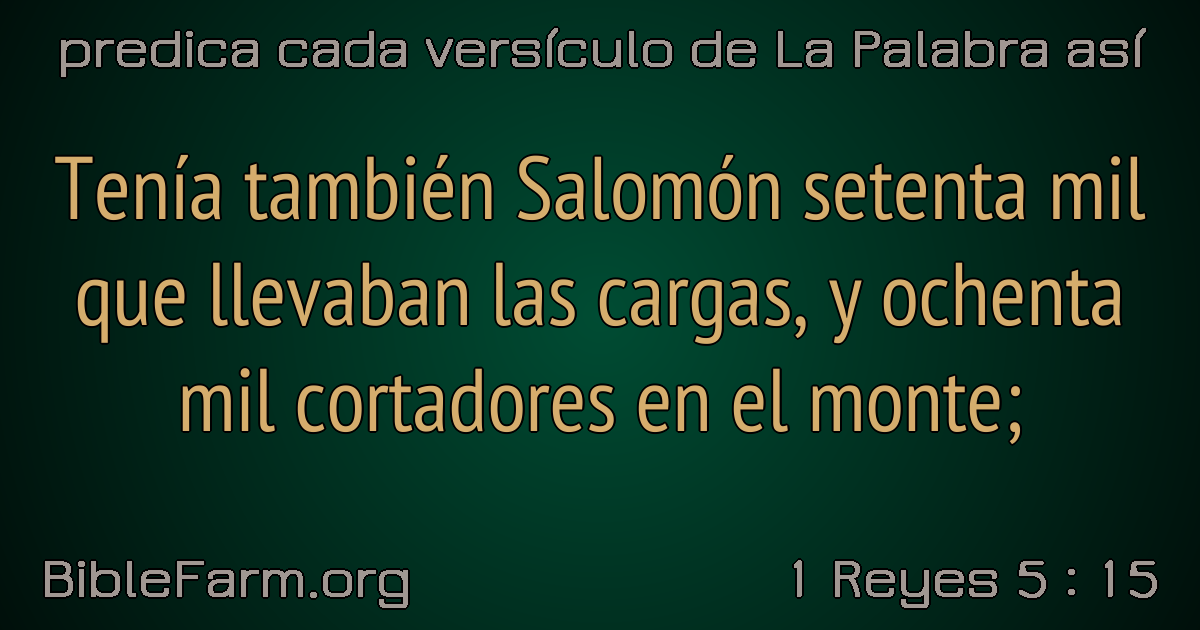 predica cada versículo de La Palabra así
Tenía también Salomón setenta mil
que llevaban las cargas, y ochenta
mil cortadores en el monte;
BibleFarm.org
1 Reyes 5 : 15